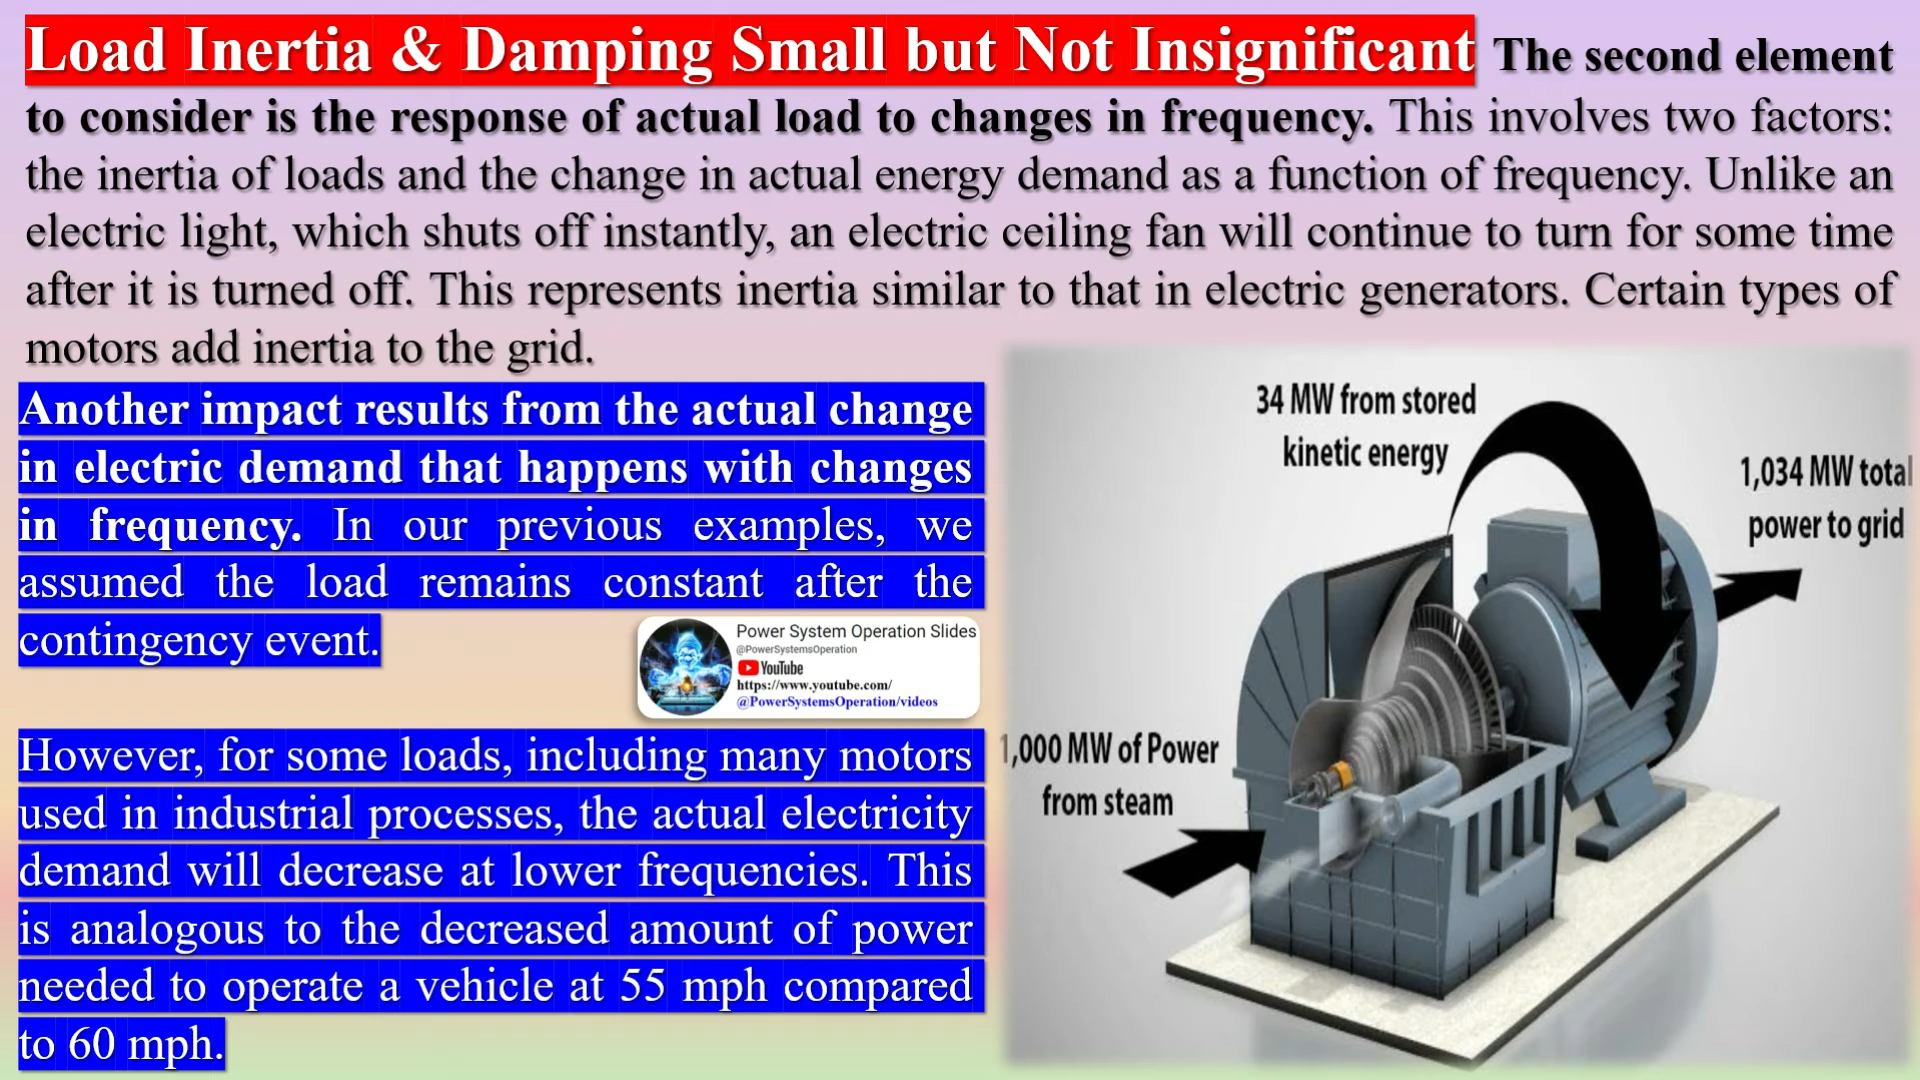 Load Inertia & Damping Small but Not Insignificant The second element
to consider is the response of actual load to changes in frequency. This involves two factors:
the inertia of loads and the change in actual energy demand as a function of frequency. Unlike an
electric light, which shuts off instantly, an electric ceiling fan will continue to turn for some time
after it is turned off. This represents inertia similar to that in electric generators. Certain types of
motors add inertia to the grid.
Another impact results from the actual change
in electric demand that happens with changes
in frequency. In our previous examples, we
assumed the load remains constant after the
contingency event.
Power System Operation Slides
@PowerSystemsOperation
YouTube
https://www.youtube.com/
@PowerSystemsOperation/videos
However, for some loads, including many motors
used in industrial processes, the actual electricity
demand will decrease at lower frequencies. This
is analogous to the decreased amount of power
needed to operate a vehicle at 55 mph compared
to 60 mph.
34 MW from stored
kinetic energy
1,034 MW total
power to grid
1,000 MW of Power
from steam